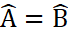 Â = B̂